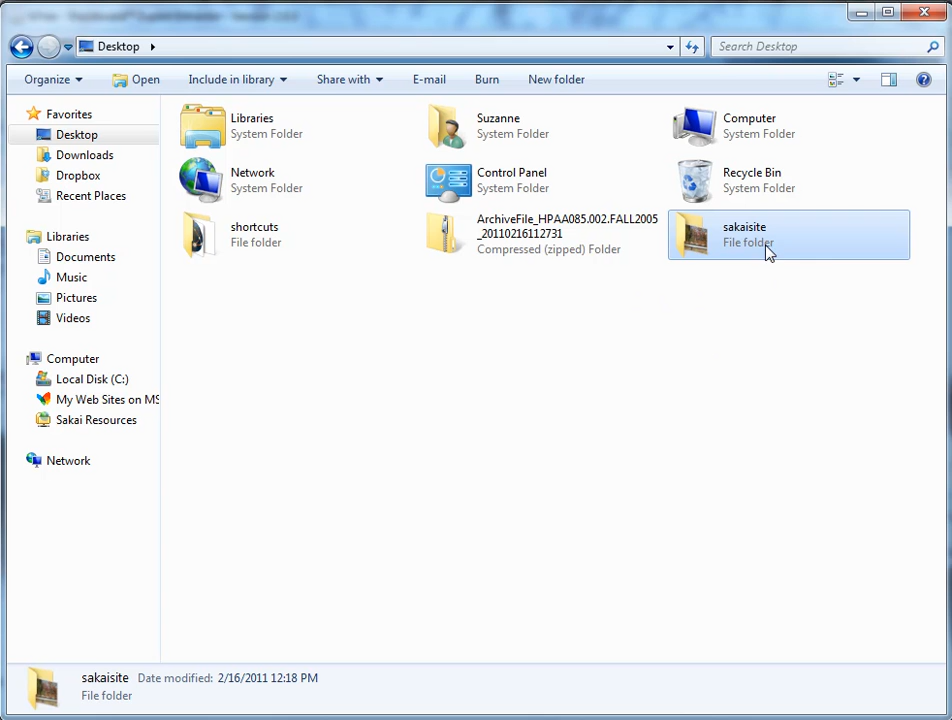 Desktop
Search Desktop
Organize Open Include in library Share with E-mail Burn New folder
Favorites
Desktop
Downloads
Dropbox
Recent Places
Libraries
Documents
Music
Pictures
Videos
Computer
Local Disk (C:)
My Web Sites on MS
Sakai Resources
Network
Libraries
System Folder
Suzanne
System Folder
Computer
System Folder
Network
System Folder
Control Panel
System Folder
Recycle Bin
System Folder
shortcuts
File folder
ArchiveFile_HPAA085.002.FALL2005
_20110216112731
Compressed (zipped) Folder
sakaisite
File folder
sakaisite Date modified: 2/16/2011 12:18 PM
File folder